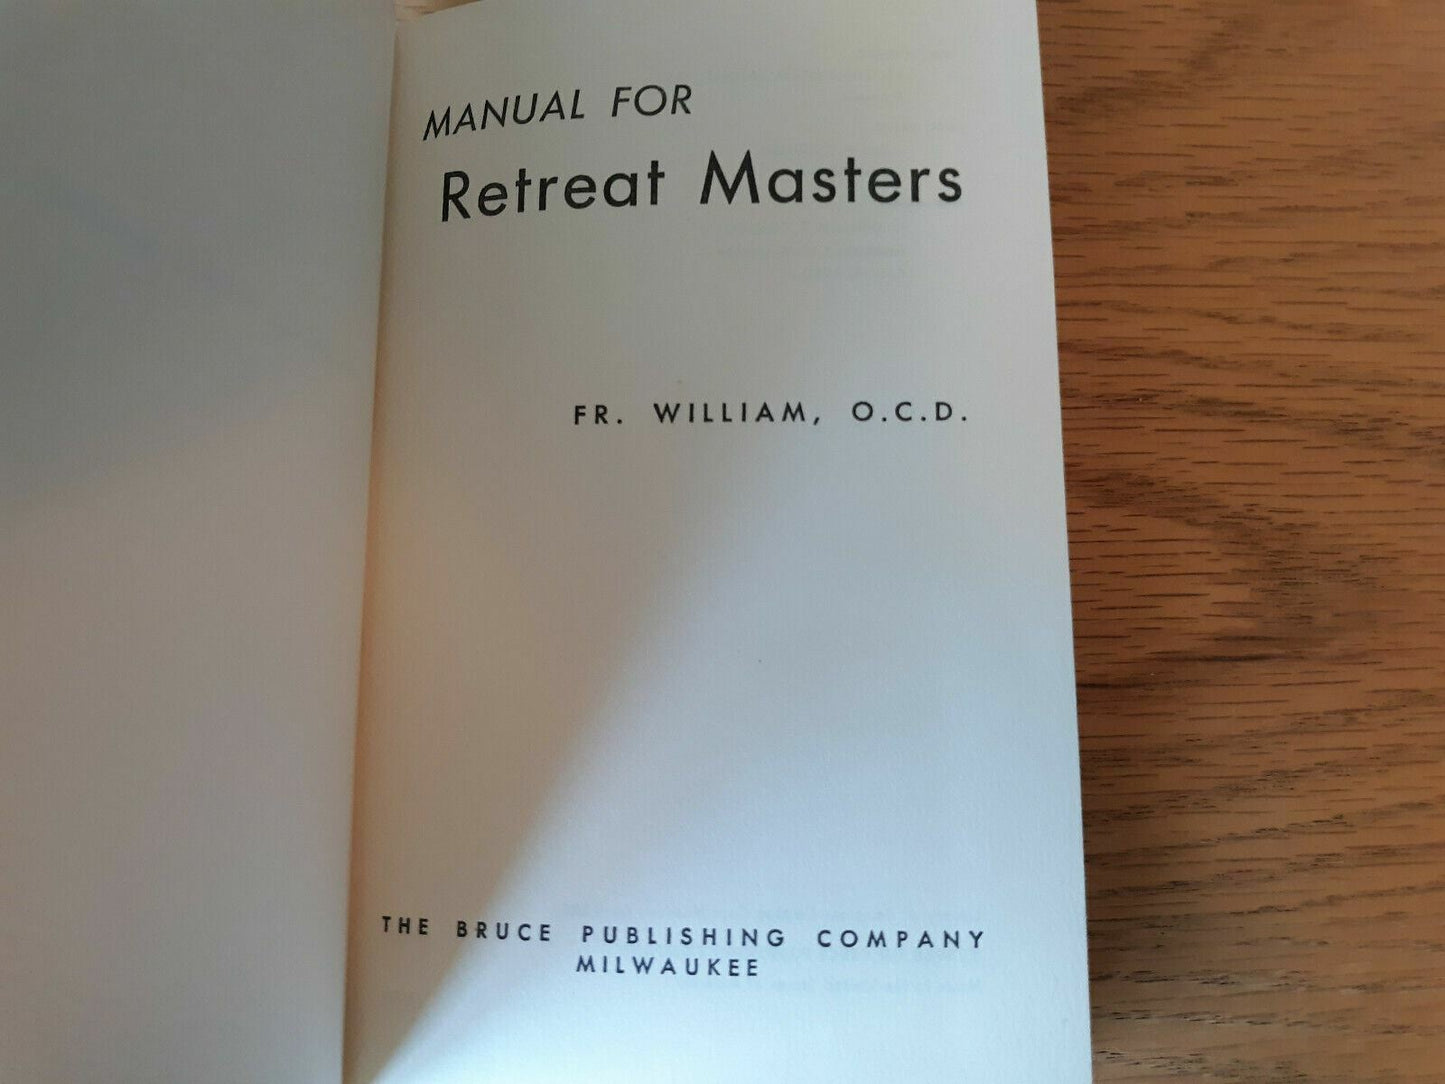 MANUAL FOR
Retreat Masters
FR. WILLIAM, O.C.D.
THE BRUCE PUBLISHING COMPANY
MILWAUKEE